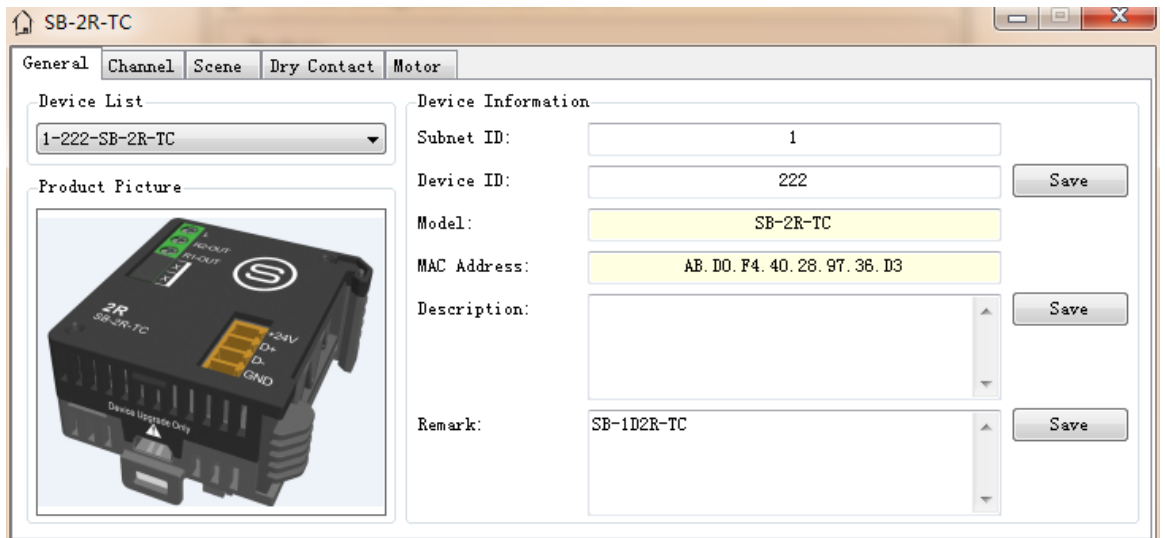 SB-2R-TC
General Channel Scene Dry Contact Motor
Device List
1-222-SB-2R-TC
Product Picture
L
R2-OUT
R1-OUT
X
X
2R
SB-2R-TC
+24V
D+
D-
GND
Device Upgrade Only
Device Information
Subnet ID: 1
Device ID: 222 Save
Model: SB-2R-TC
MAC Address: AB.D0.F4.40.28.97.36.D3
Description: Save
Remark: SB-1D2R-TC Save